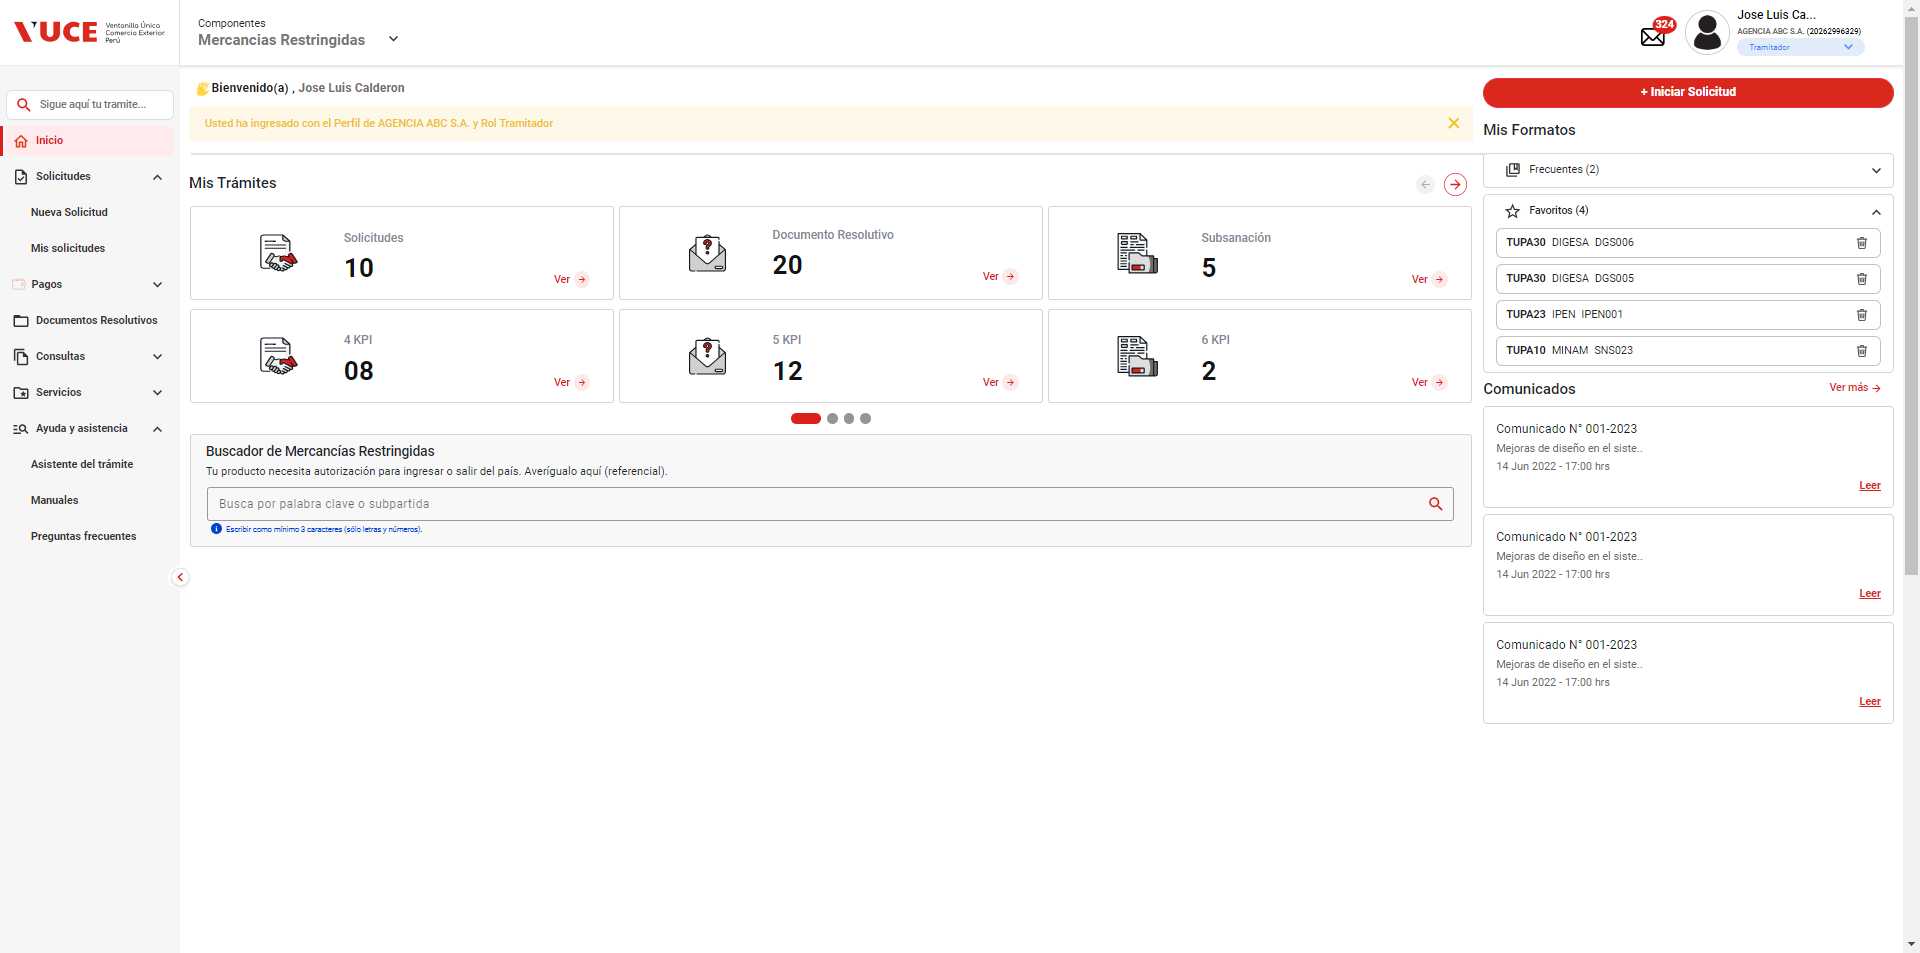 VUCE
Ventanilla Única
Comercio Exterior
Perú
Componentes
Mercancias Restringidas
324
Jose Luis Ca...
AGENCIA ABC S.A. (20262996329)
Tramitador
Sigue aquí tu tramite...
Inicio
Solicitudes
Nueva Solicitud
Mis solicitudes
Pagos
Documentos Resolutivos
Consultas
Servicios
Ayuda y asistencia
Asistente del trámite
Manuales
Preguntas frecuentes
Bienvenido(a) , Jose Luis Calderon
Usted ha ingresado con el Perfil de AGENCIA ABC S.A. y Rol Tramitador
Mis Trámites
Solicitudes
10
Ver
Documento Resolutivo
20
Ver
Subsanación
5
Ver
4 KPI
08
Ver
5 KPI
12
Ver
6 KPI
2
Ver
Buscador de Mercancías Restringidas
Tu producto necesita autorización para ingresar o salir del país. Averígualo aquí (referencial).
Busca por palabra clave o subpartida
Escribir como mínimo 3 caracteres (sólo letras y números).
+ Iniciar Solicitud
Mis Formatos
Frecuentes (2)
Favoritos (4)
TUPA30 DIGESA DGS006
TUPA30 DIGESA DGS005
TUPA23 IPEN IPEN001
TUPA10 MINAM SNS023
Comunicados
Ver más
Comunicado N° 001-2023
Mejoras de diseño en el siste..
14 Jun 2022 - 17:00 hrs
Leer
Comunicado N° 001-2023
Mejoras de diseño en el siste..
14 Jun 2022 - 17:00 hrs
Leer
Comunicado N° 001-2023
Mejoras de diseño en el siste..
14 Jun 2022 - 17:00 hrs
Leer